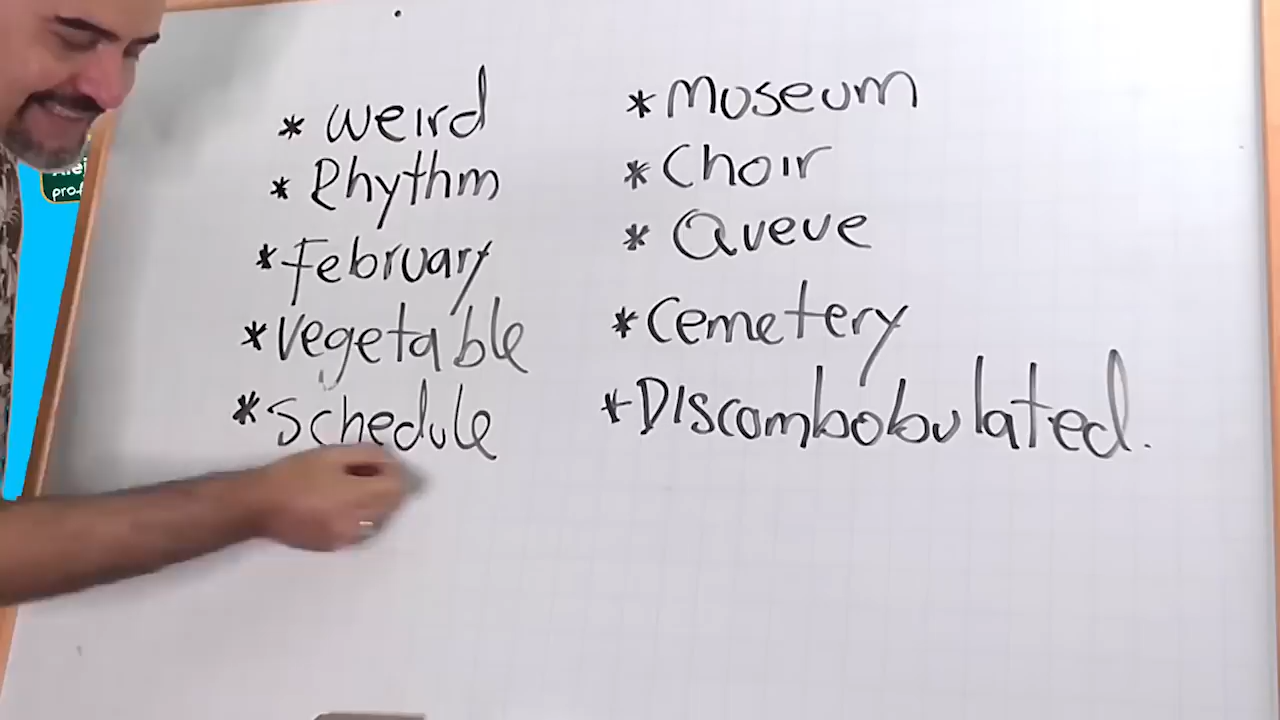 * Weird
* Rhythm
* February
* Vegetable
* Schedule
* Museum
* Choir
* Queue
* Cemetery
* Discombobulated.